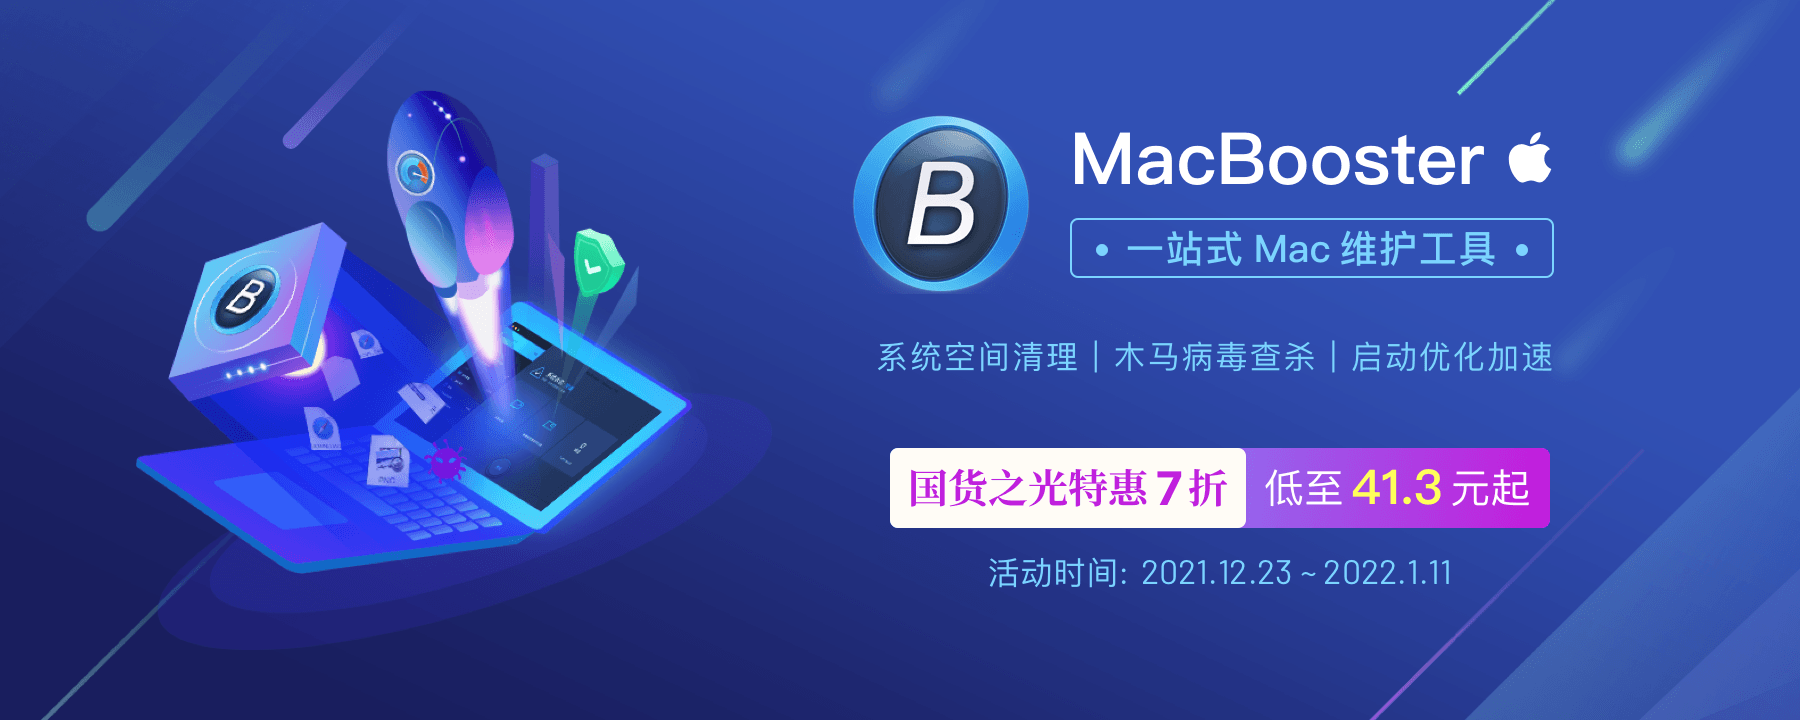 B
MacBooster
• 一站式 Mac 维护工具 •
系统空间清理 | 木马病毒查杀 | 启动优化加速
国货之光特惠 7 折 低至 41.3 元起
活动时间: 2021.12.23 ~ 2022.1.11
B